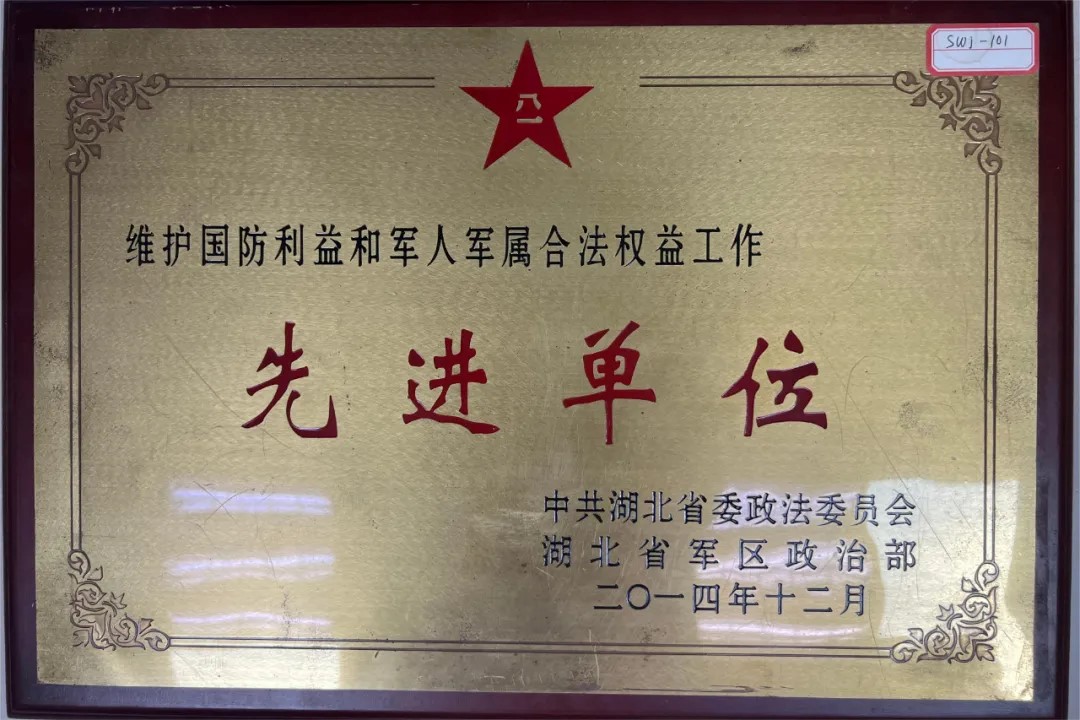 SWJ-101
八一
维护国防利益和军人军属合法权益工作
先进单位
中共湖北省委政法委员会
湖北省军区政治部
二〇一四年十二月